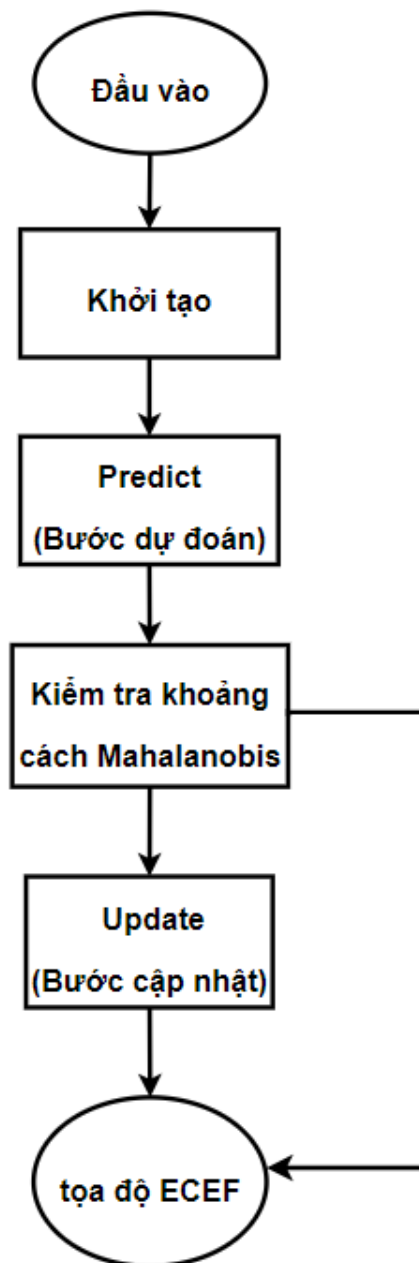 Đầu vào
Khởi tạo
Predict
(Bước dự đoán)
Kiểm tra khoảng
cách Mahalanobis
Update
(Bước cập nhật)
tọa độ ECEF